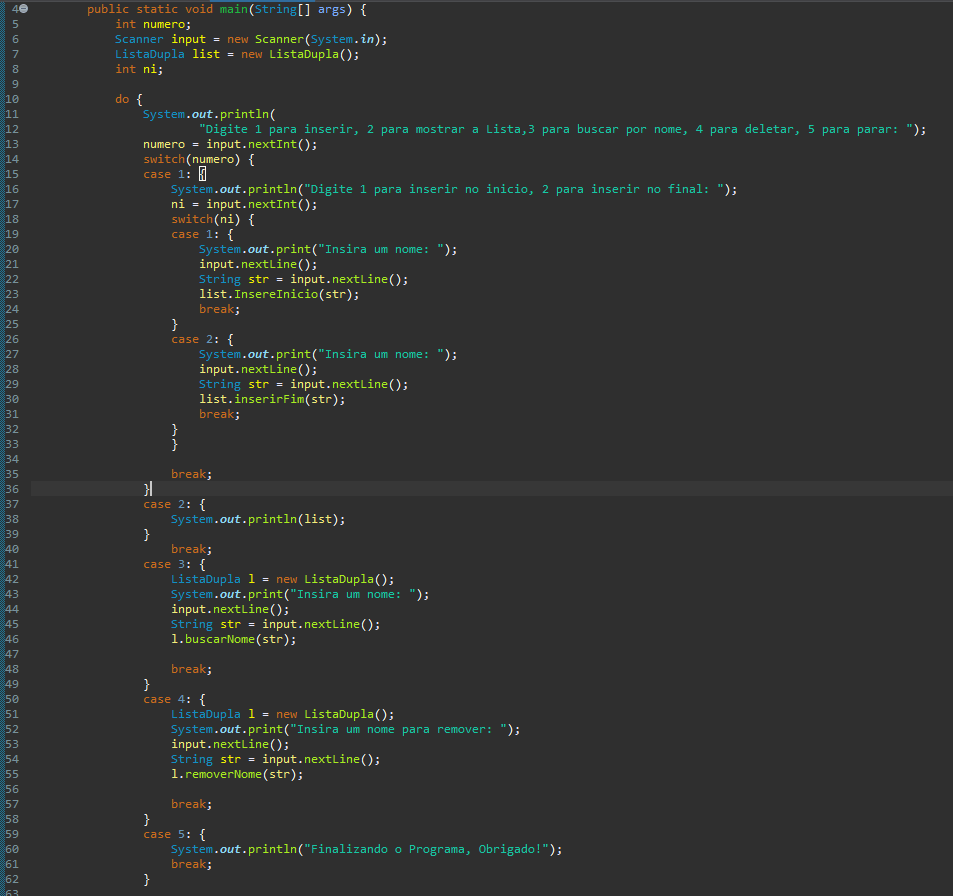 4 public static void main(String[] args) {
5 int numero;
6 Scanner input = new Scanner(System.in);
7 ListaDupla list = new ListaDupla();
8 int ni;
9
10 do {
11 System.out.println(
12 "Digite 1 para inserir, 2 para mostrar a Lista,3 para buscar por nome, 4 para deletar, 5 para parar: ");
13 numero = input.nextInt();
14 switch(numero) {
15 case 1: {
16 System.out.println("Digite 1 para inserir no inicio, 2 para inserir no final: ");
17 ni = input.nextInt();
18 switch(ni) {
19 case 1: {
20 System.out.print("Insira um nome: ");
21 input.nextLine();
22 String str = input.nextLine();
23 list.InsereInicio(str);
24 break;
25 }
26 case 2: {
27 System.out.print("Insira um nome: ");
28 input.nextLine();
29 String str = input.nextLine();
30 list.inserirFim(str);
31 break;
32 }
33 }
34
35 break;
36 }
37 case 2: {
38 System.out.println(list);
39 }
40 break;
41 case 3: {
42 ListaDupla l = new ListaDupla();
43 System.out.print("Insira um nome: ");
44 input.nextLine();
45 String str = input.nextLine();
46 l.buscarNome(str);
47
48 break;
49 }
50 case 4: {
51 ListaDupla l = new ListaDupla();
52 System.out.print("Insira um nome para remover: ");
53 input.nextLine();
54 String str = input.nextLine();
55 l.removerNome(str);
56
57 break;
58 }
59 case 5: {
60 System.out.println("Finalizando o Programa, Obrigado!");
61 break;
62 }
63